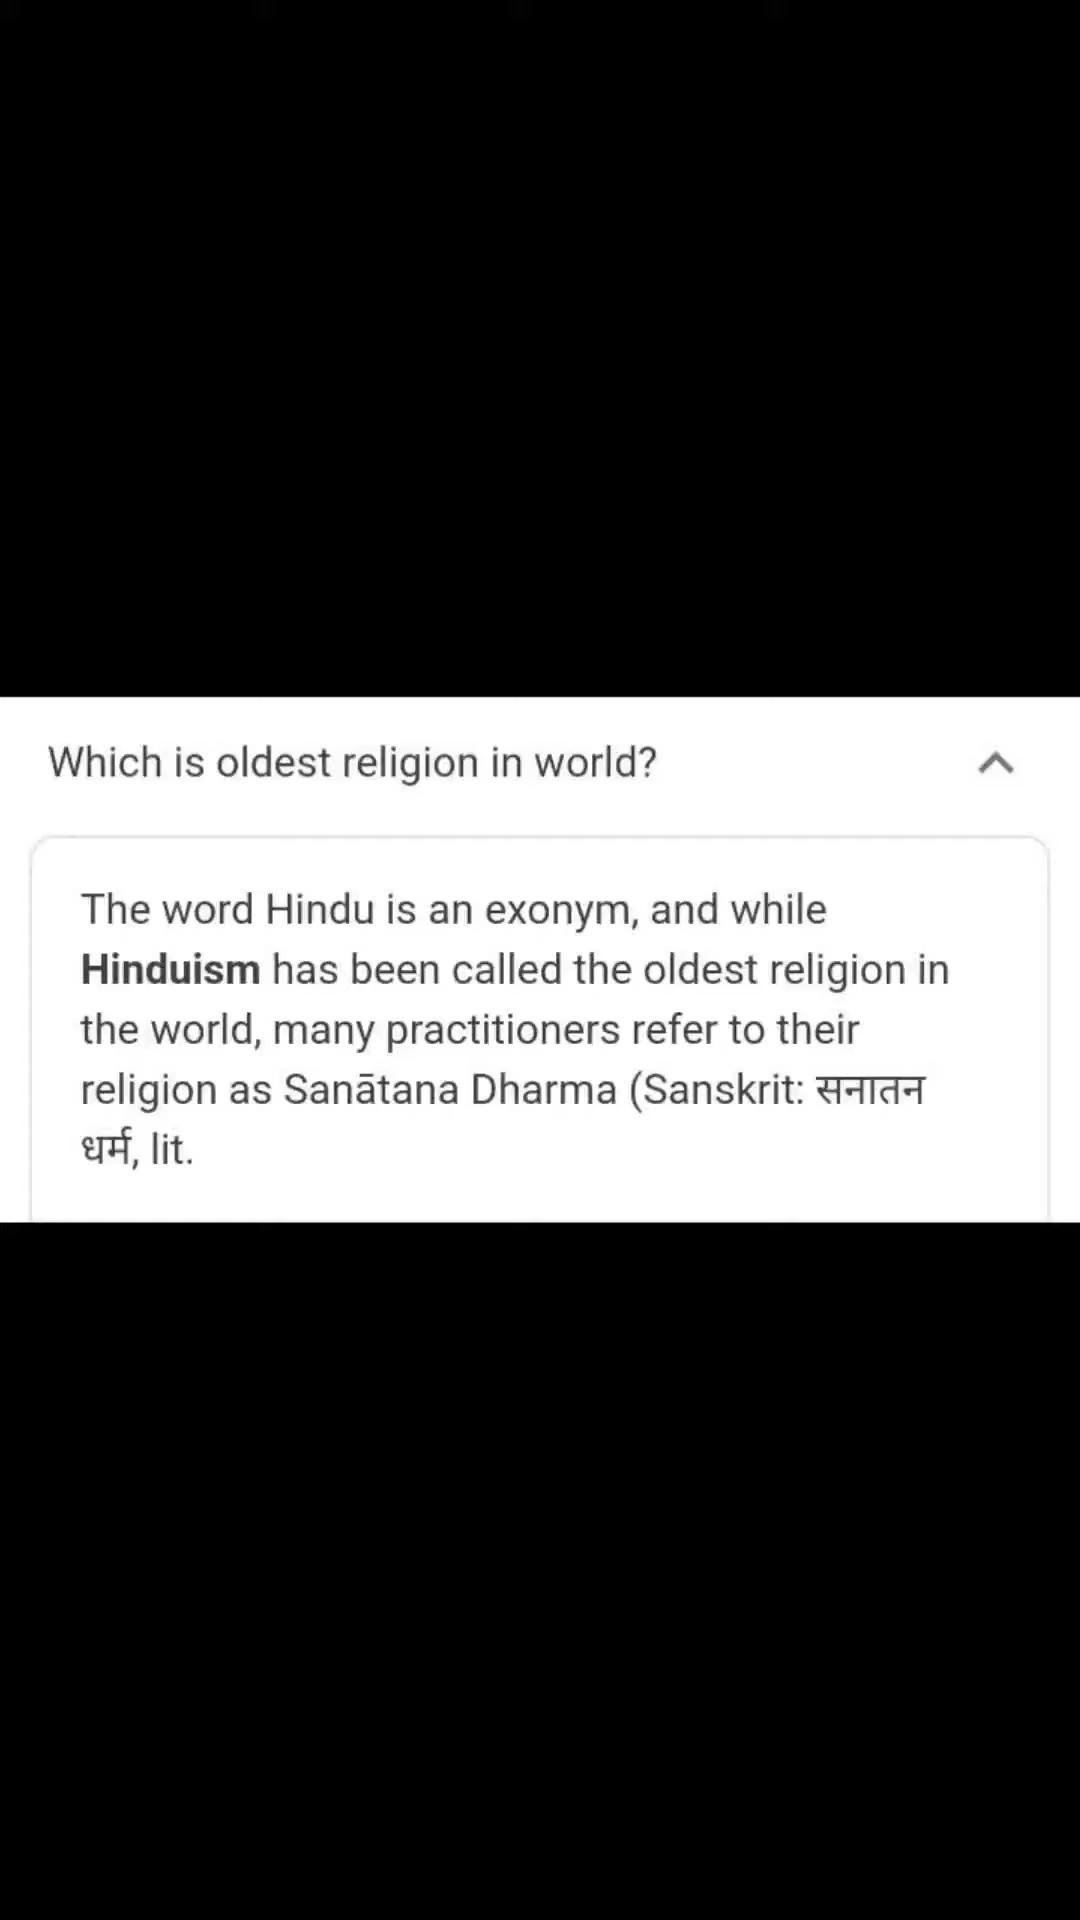 Which is oldest religion in world?
The word Hindu is an exonym, and while
Hinduism has been called the oldest religion in
the world, many practitioners refer to their
religion as Sanātana Dharma (Sanskrit: सनातन
धर्म, lit.